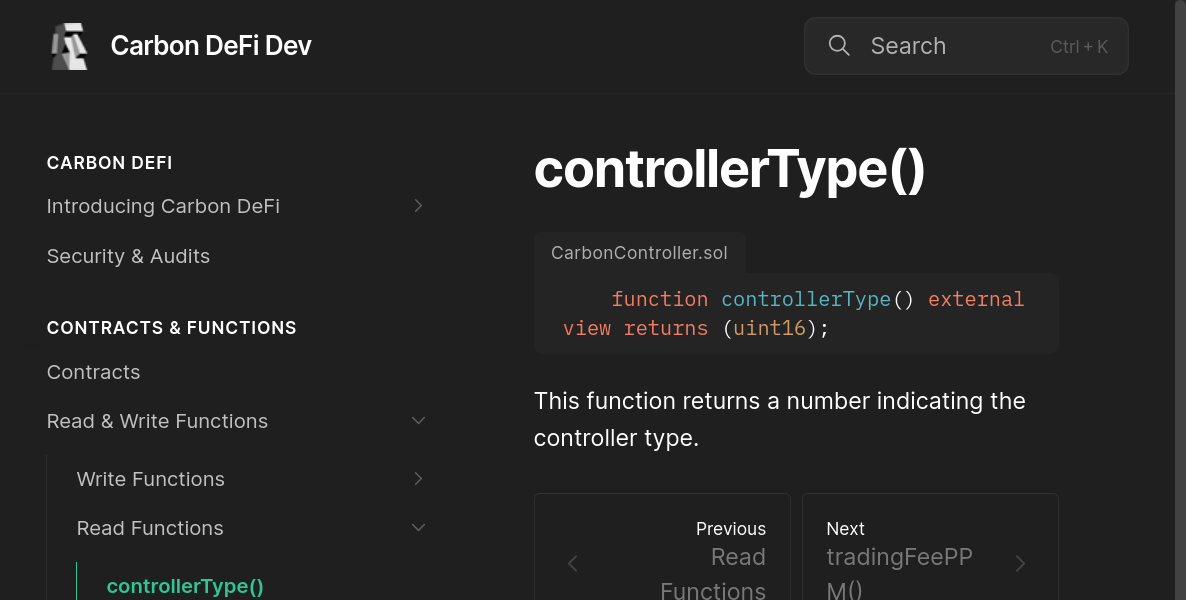 Carbon DeFi Dev
Search
Ctrl + K
CARBON DEFI
Introducing Carbon DeFi
Security & Audits
CONTRACTS & FUNCTIONS
Contracts
Read & Write Functions
Write Functions
Read Functions
controllerType()
controllerType()
CarbonController.sol
function controllerType() external
view returns (uint16);
This function returns a number indicating the
controller type.
Previous
Read
Functions
Next
tradingFeePP
M()